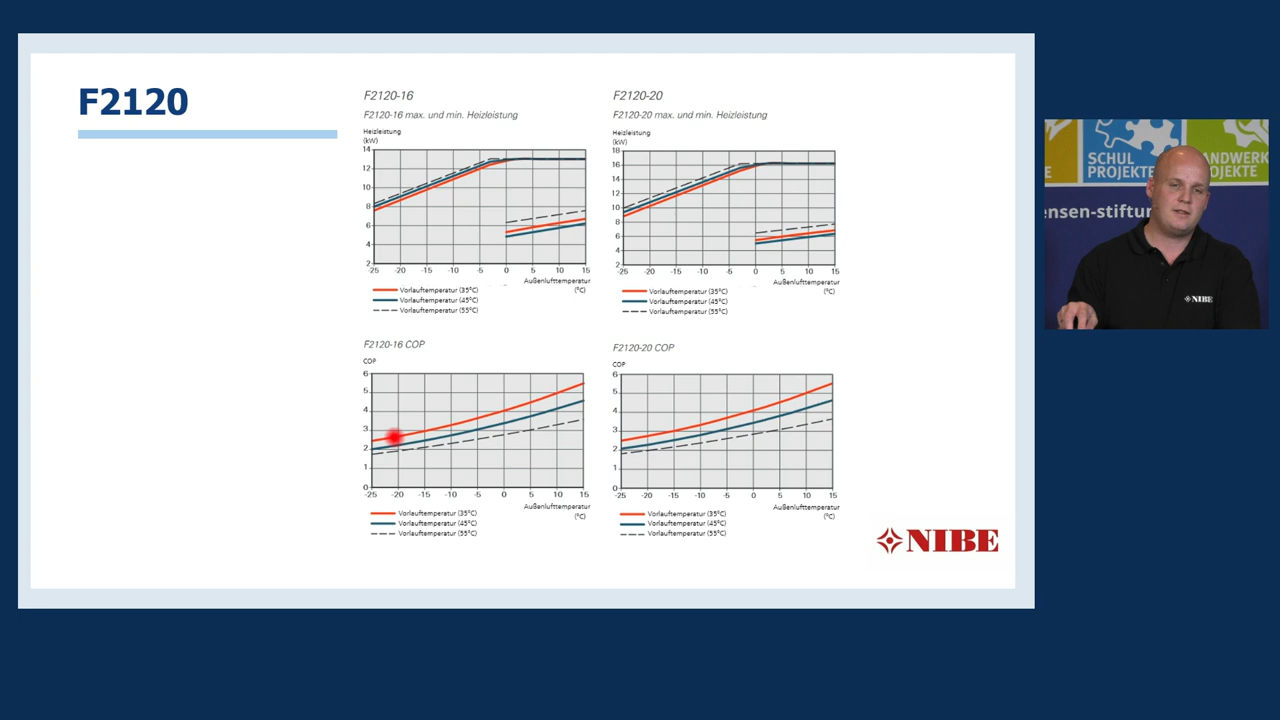 F2120
F2120-16
F2120-16 max. und min. Heizleistung
Heizleistung
(kW)
14
12
10
8
6
4
2
-25 -20 -15 -10 -5 0 5 10 15
Außenlufttemperatur
(°C)
Vorlauftemperatur (35°C)
Vorlauftemperatur (45°C)
Vorlauftemperatur (55°C)
F2120-20
F2120-20 max. und min. Heizleistung
Heizleistung
(kW)
18
16
14
12
10
8
6
4
2
-25 -20 -15 -10 -5 0 5 10 15
Außenlufttemperatur
(°C)
Vorlauftemperatur (35°C)
Vorlauftemperatur (45°C)
Vorlauftemperatur (55°C)
F2120-16 COP
COP
6
5
4
3
2
1
0
-25 -20 -15 -10 -5 0 5 10 15
Außenlufttemperatur
(°C)
Vorlauftemperatur (35°C)
Vorlauftemperatur (45°C)
Vorlauftemperatur (55°C)
F2120-20 COP
COP
6
5
4
3
2
1
0
-25 -20 -15 -10 -5 0 5 10 15
Außenlufttemperatur
(°C)
Vorlauftemperatur (35°C)
Vorlauftemperatur (45°C)
Vorlauftemperatur (55°C)
NIBE
E
SCHUL
PROJEKTE
ANDWERK
ROJEKTE
ensen-stiftun
NIBE